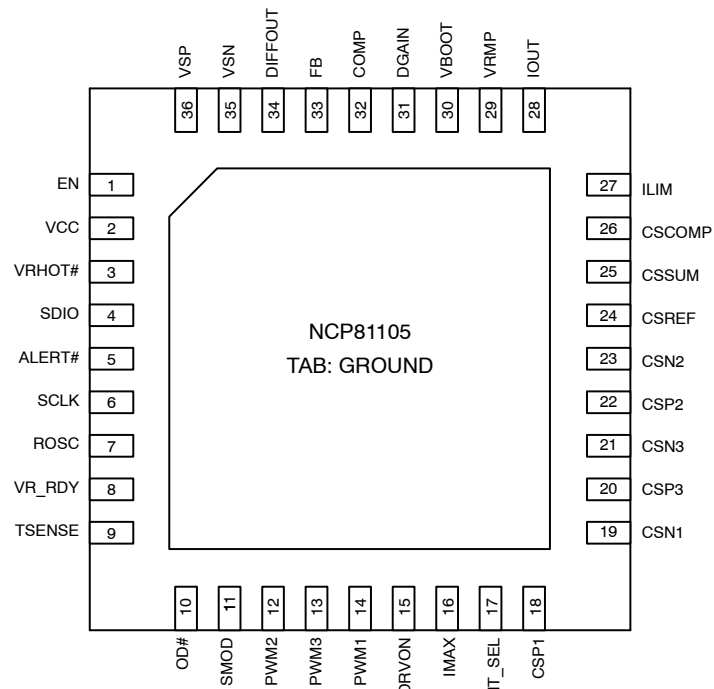 VSP
VSN
DIFFOUT
FB
COMP
DGAIN
VBOOT
VRMP
IOUT
36
35
34
33
32
31
30
29
28
EN 1
VCC 2
VRHOT# 3
SDIO 4
ALERT# 5
SCLK 6
ROSC 7
VR_RDY 8
TSENSE 9
NCP81105
TAB: GROUND
27 ILIM
26 CSCOMP
25 CSSUM
24 CSREF
23 CSN2
22 CSP2
21 CSN3
20 CSP3
19 CSN1
10
11
12
13
14
15
16
17
18
OD#
SMOD
PWM2
PWM3
PWM1
DRVON
IMAX
CSP1